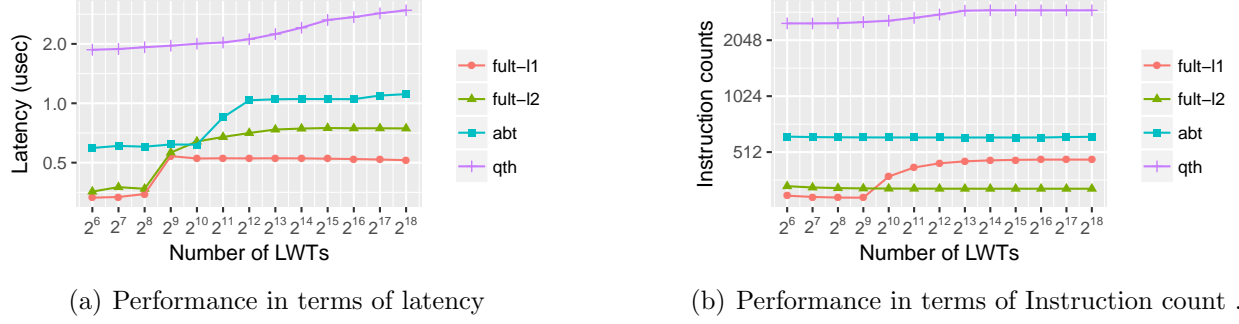 2.0
1.0
0.5
Latency (usec)
2^6 2^7 2^8 2^9 2^10 2^11 2^12 2^13 2^14 2^15 2^16 2^17 2^18
Number of LWTs
fult-l1
fult-l2
abt
qth
(a) Performance in terms of latency
2048
1024
512
Instruction counts
2^6 2^7 2^8 2^9 2^10 2^11 2^12 2^13 2^14 2^15 2^16 2^17 2^18
Number of LWTs
fult-l1
fult-l2
abt
qth
(b) Performance in terms of Instruction count .